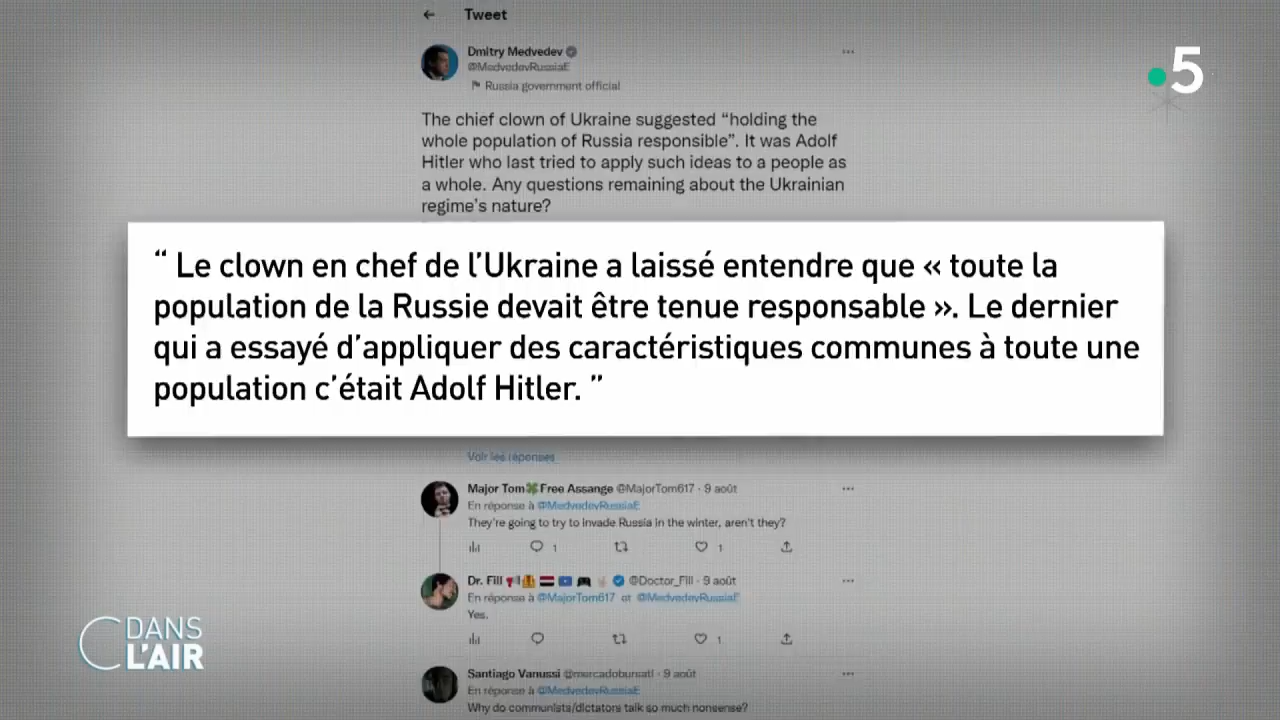 ← Tweet
Dmitry Medvedev
@MedvedevRussiaE
Russia government official
5
The chief clown of Ukraine suggested “holding the
whole population of Russia responsible”. It was Adolf
Hitler who last tried to apply such ideas to a people as
a whole. Any questions remaining about the Ukrainian
regime's nature?
“ Le clown en chef de l’Ukraine a laissé entendre que « toute la
population de la Russie devait être tenue responsable ». Le dernier
qui a essayé d’appliquer des caractéristiques communes à toute une
population c’était Adolf Hitler. ”
Voir les réponses
Major Tom🍀Free Assange @MajorTom617 · 9 août
En réponse à @MedvedevRussiaE
They're going to try to invade Russia in the winter, aren't they?
1 1
Dr. Fill @Doctor_Fill · 9 août
En réponse à @MajorTom617 et @MedvedevRussiaE
Yes.
1
C DANS
L'AIR
Santiago Vanussi @mercadobursatl · 9 août
En réponse à @MedvedevRussiaE
Why do communists/dictators talk so much nonsense?